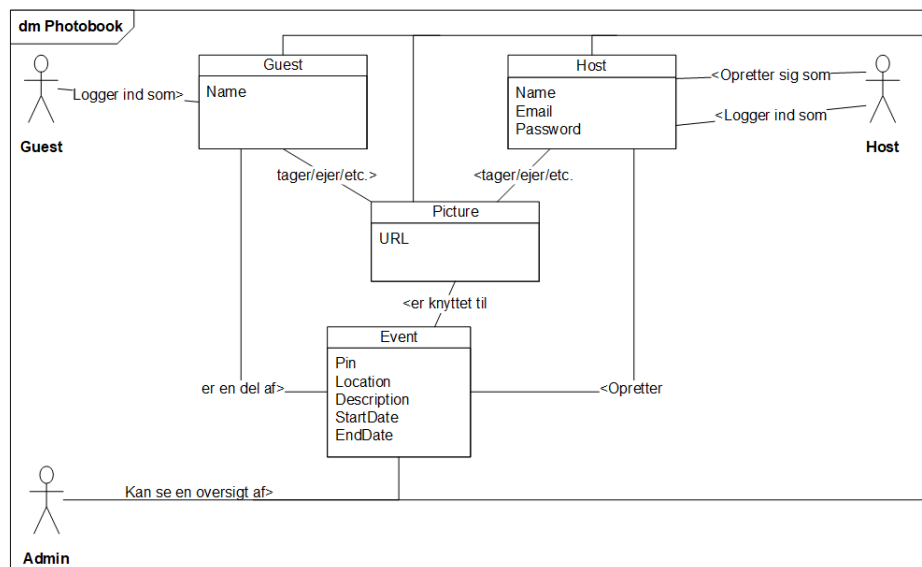 dm Photobook
Guest
Name
Host
Name
Email
Password
Logger ind som>
<Opretter sig som
<Logger ind som
Guest
Host
tager/ejer/etc.>
<tager/ejer/etc.
Picture
URL
<er knyttet til
Event
Pin
Location
Description
StartDate
EndDate
er en del af>
<Opretter
Kan se en oversigt af>
Admin